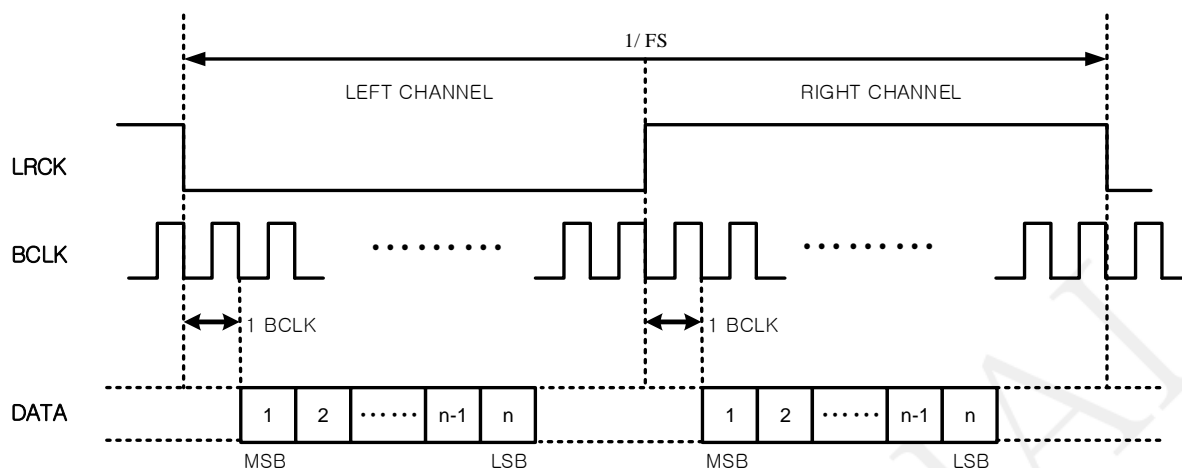 1/ FS
LEFT CHANNEL RIGHT CHANNEL
LRCK
BCLK
1 BCLK 1 BCLK
DATA 1 2 ...... n-1 n 1 2 ...... n-1 n
MSB LSB MSB LSB